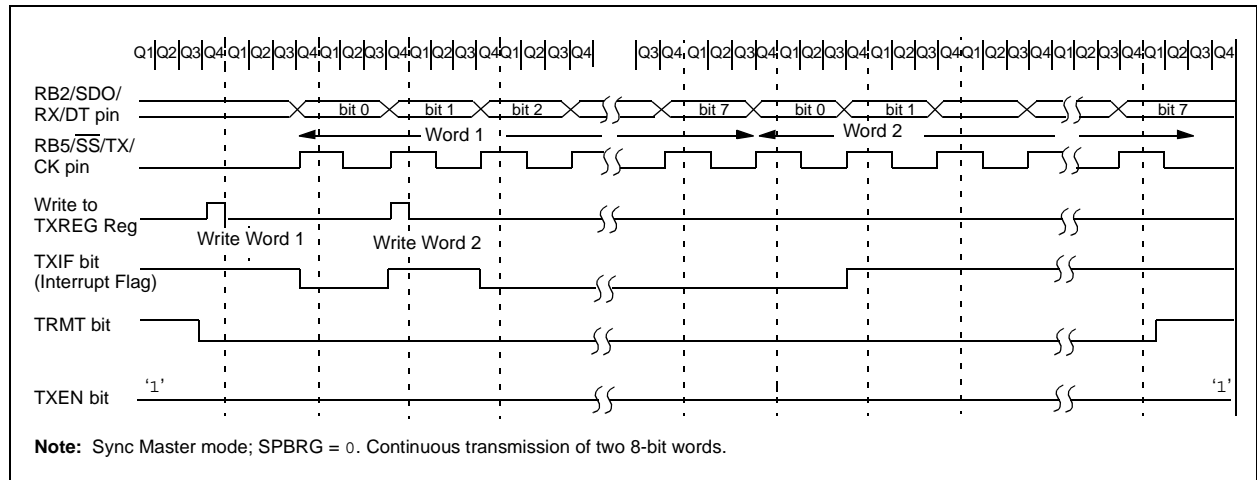 Q1 Q2 Q3 Q4 Q1 Q2 Q3 Q4 Q1 Q2 Q3 Q4 Q1 Q2 Q3 Q4 Q1 Q2 Q3 Q4 Q3 Q4 Q1 Q2 Q3 Q4 Q1 Q2 Q3 Q4 Q1 Q2 Q3 Q4 Q1 Q2 Q3 Q4 Q1 Q2 Q3 Q4 Q1 Q2 Q3 Q4
RB2/SDO/
RX/DT pin
bit 0 bit 1 bit 2 bit 7 bit 0 bit 1 bit 7
Word 1 Word 2
RB5/SS/TX/
CK pin
Write to
TXREG Reg
Write Word 1 Write Word 2
TXIF bit
(Interrupt Flag)
TRMT bit
TXEN bit
‘1’ ‘1’
Note: Sync Master mode; SPBRG = 0. Continuous transmission of two 8-bit words.